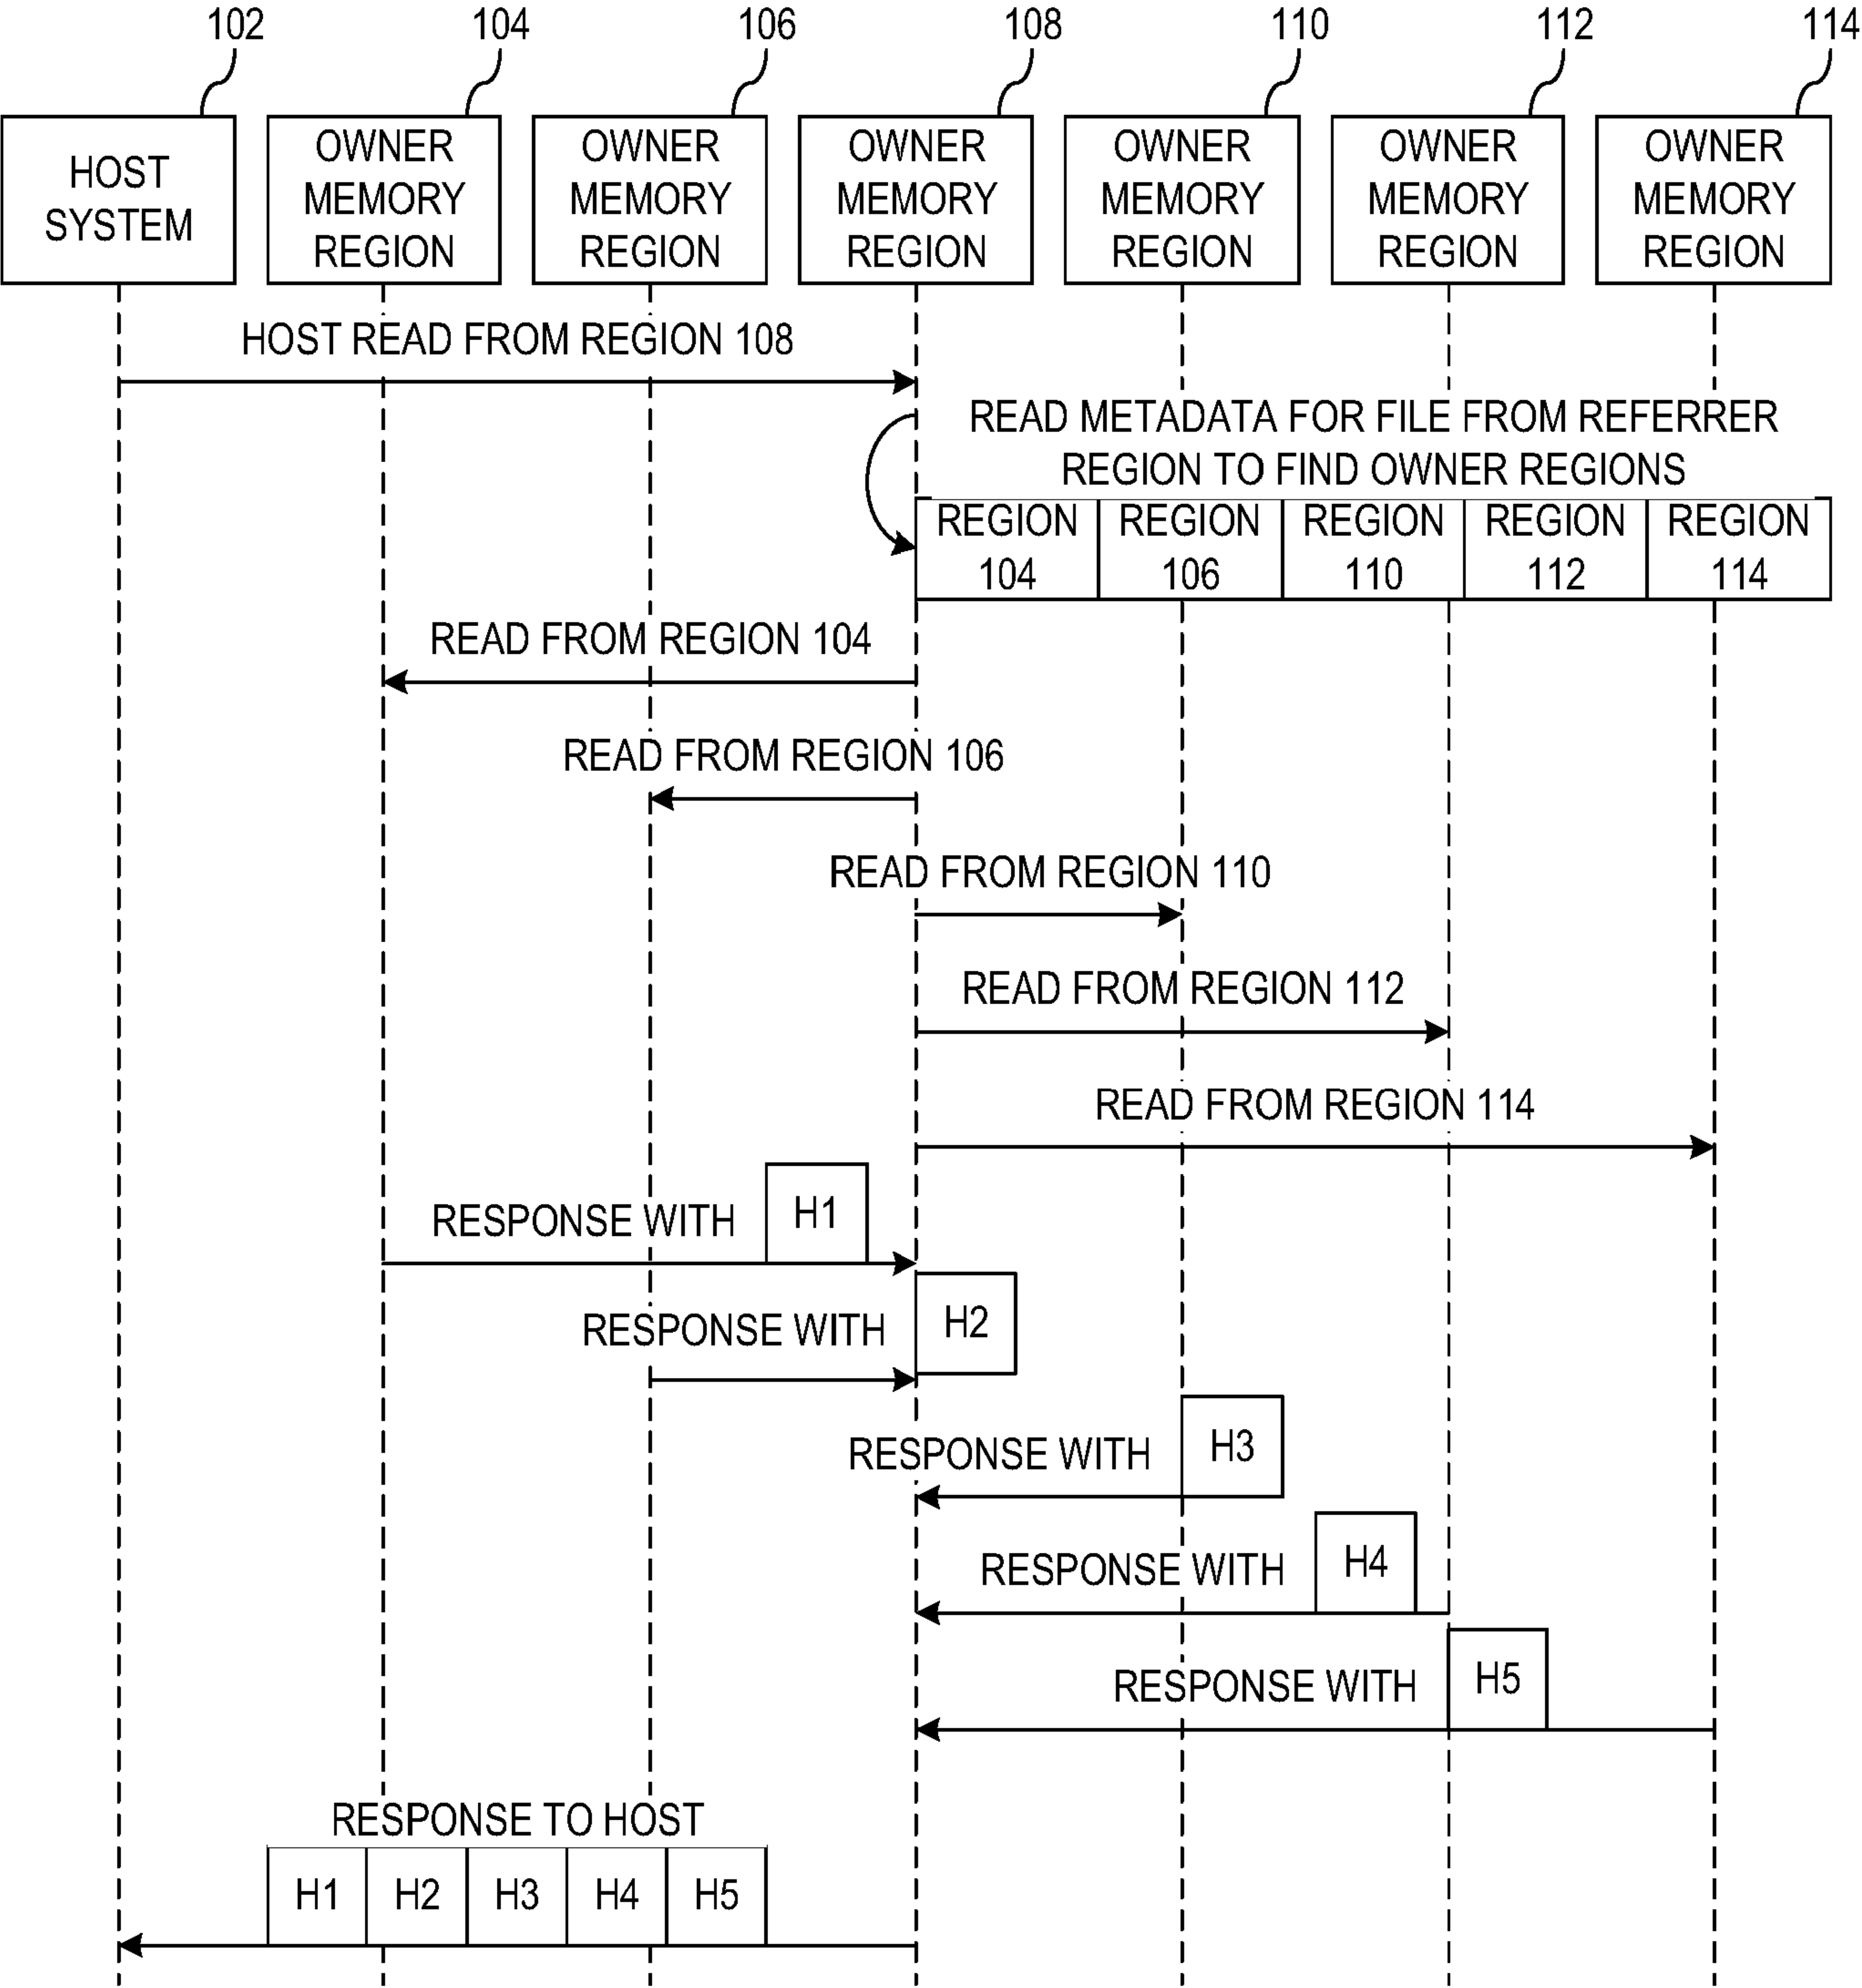 102 104 106 108 110 112 114
HOST
SYSTEM
OWNER
MEMORY
REGION
OWNER
MEMORY
REGION
OWNER
MEMORY
REGION
OWNER
MEMORY
REGION
OWNER
MEMORY
REGION
OWNER
MEMORY
REGION
HOST READ FROM REGION 108
READ METADATA FOR FILE FROM REFERRER
REGION TO FIND OWNER REGIONS
REGION
104
REGION
106
REGION
110
REGION
112
REGION
114
READ FROM REGION 104
READ FROM REGION 106
READ FROM REGION 110
READ FROM REGION 112
READ FROM REGION 114
RESPONSE WITH H1
RESPONSE WITH H2
RESPONSE WITH H3
RESPONSE WITH H4
RESPONSE WITH H5
RESPONSE TO HOST
H1 H2 H3 H4 H5